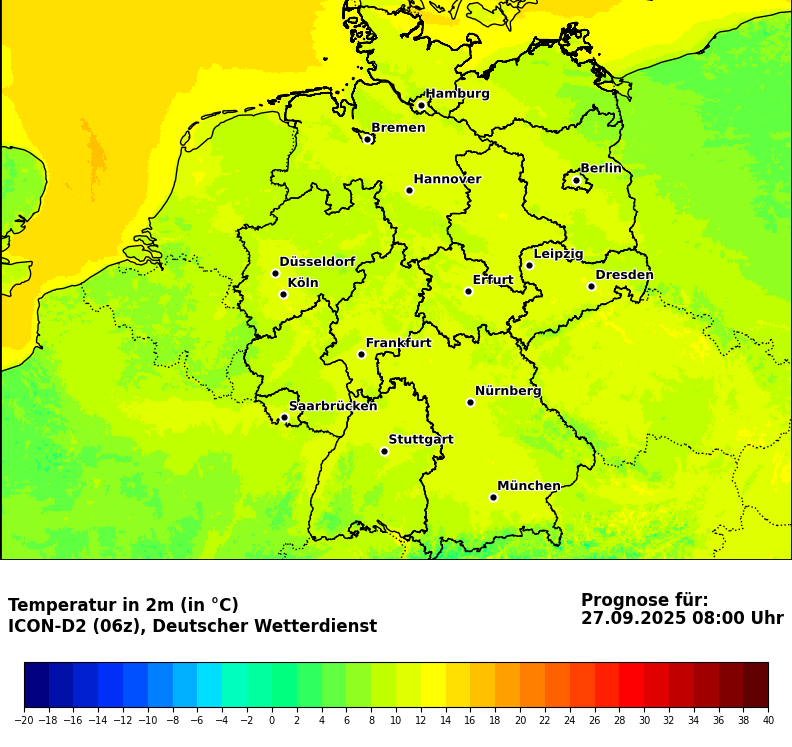 Hamburg
Bremen
Berlin
Hannover
Leipzig
Düsseldorf
Dresden
Erfurt
Köln
Frankfurt
Nürnberg
Saarbrücken
Stuttgart
München
Temperatur in 2m (in °C)
ICON-D2 (06z), Deutscher Wetterdienst
Prognose für:
27.09.2025 08:00 Uhr
−20 −18 −16 −14 −12 −10 −8 −6 −4 −2 0 2 4 6 8 10 12 14 16 18 20 22 24 26 28 30 32 34 36 38 40